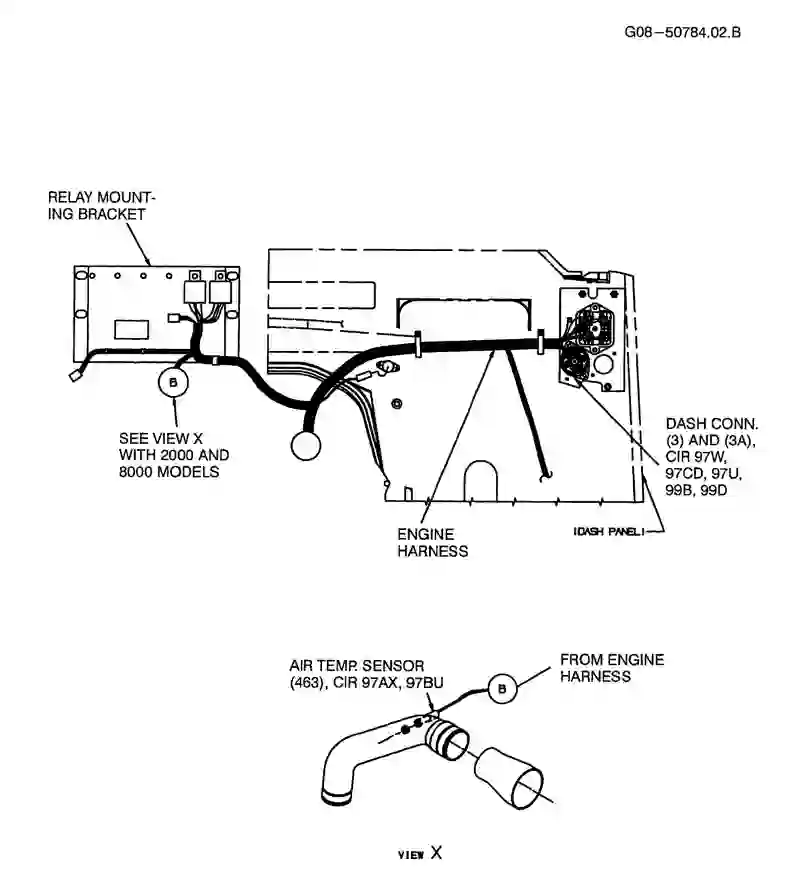 G08-50784.02.B
RELAY MOUNT-
ING BRACKET
B
SEE VIEW X
WITH 2000 AND
8000 MODELS
DASH CONN.
(3) AND (3A),
CIR 97W,
97CD, 97U,
99B, 99D
ENGINE
HARNESS
(DASH PANEL)
AIR TEMP. SENSOR
(463), CIR 97AX, 97BU
B
FROM ENGINE
HARNESS
VIEW X